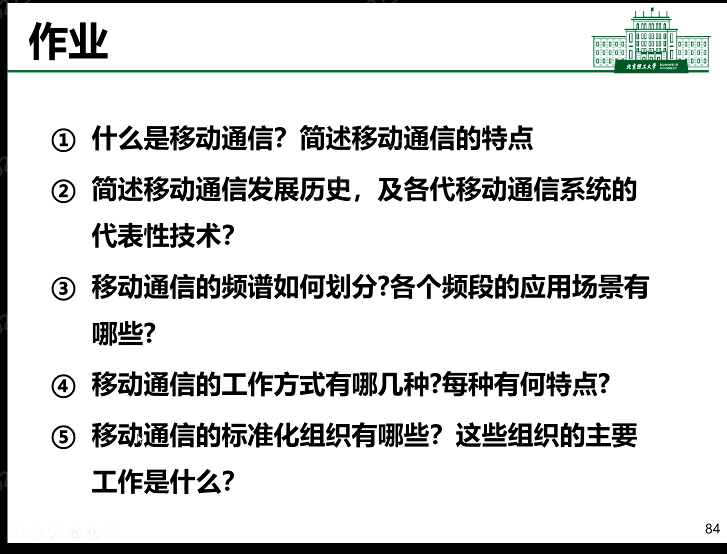 作业
北京理工大学
① 什么是移动通信？简述移动通信的特点
② 简述移动通信发展历史，及各代移动通信系统的
代表性技术？
③ 移动通信的频谱如何划分?各个频段的应用场景有
哪些?
④ 移动通信的工作方式有哪几种?每种有何特点?
⑤ 移动通信的标准化组织有哪些？这些组织的主要
工作是什么？
84